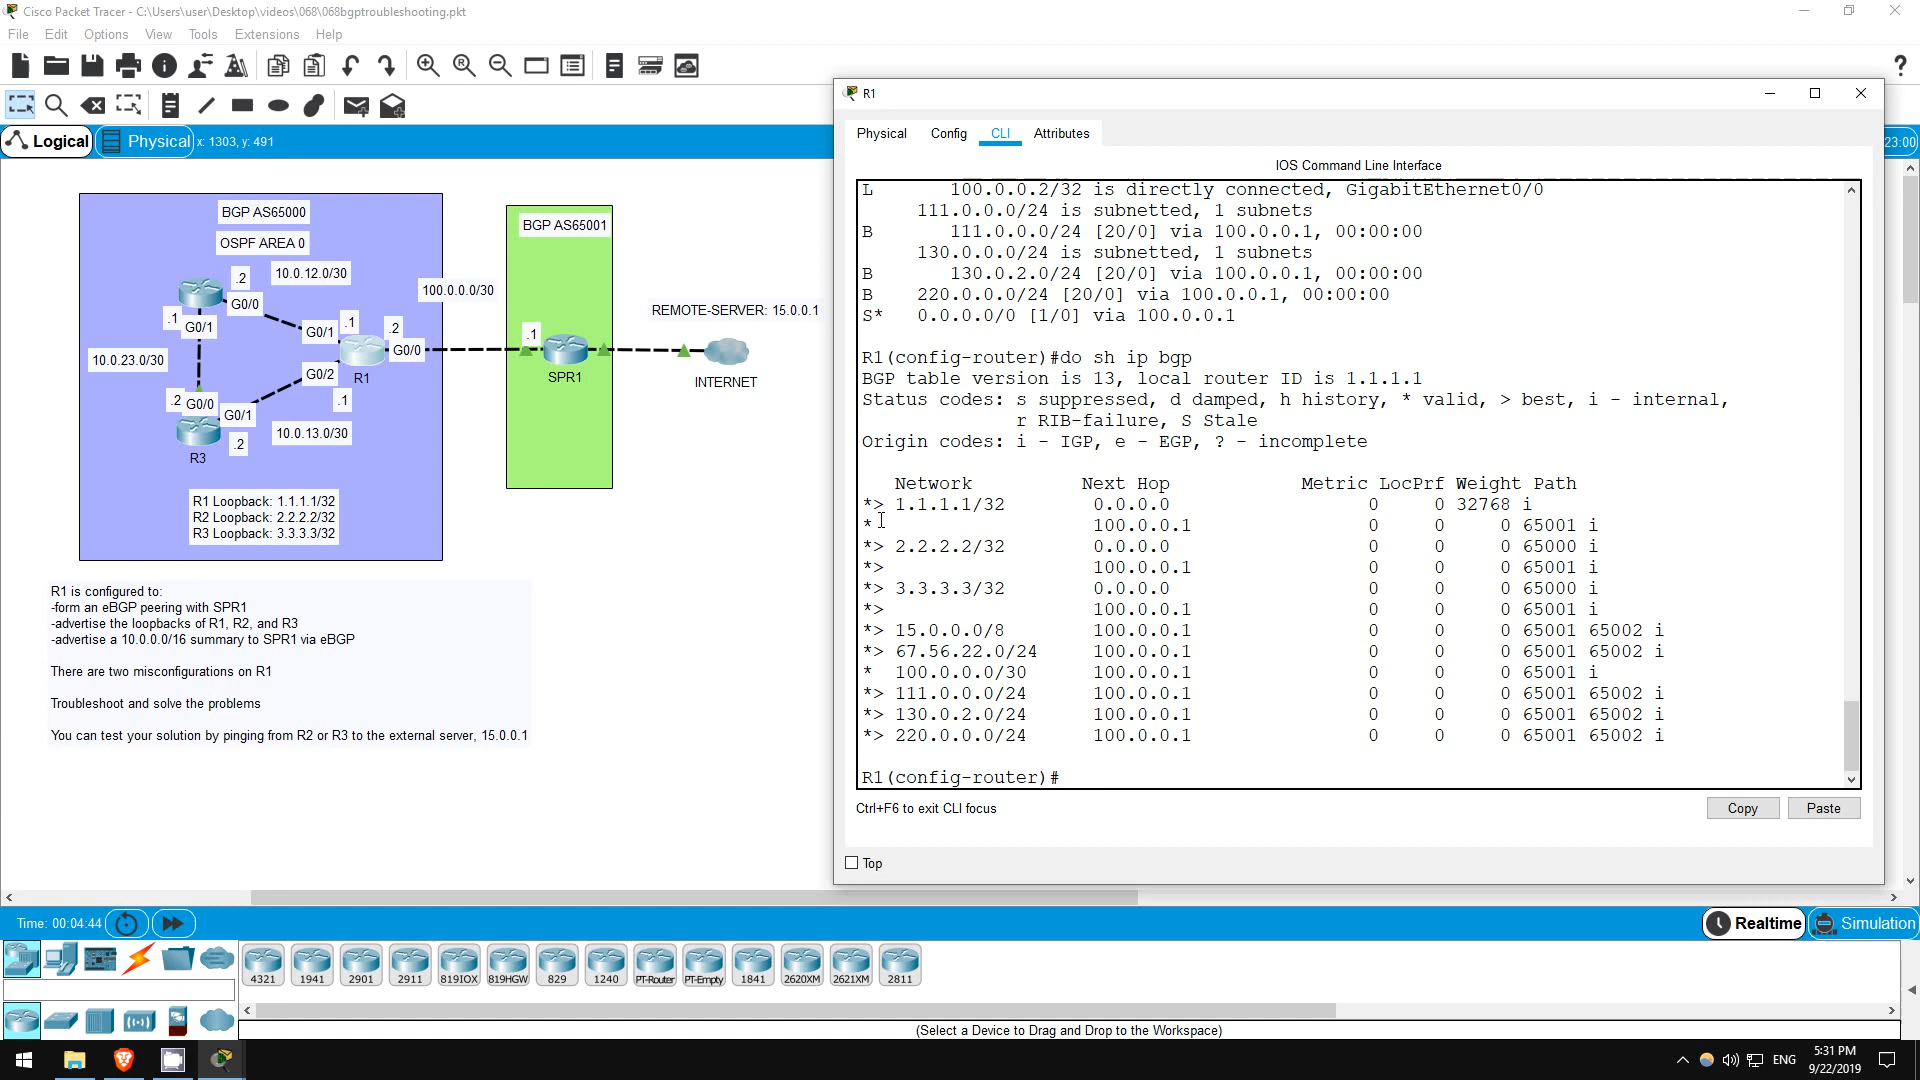 Cisco Packet Tracer - C:\Users\user\Desktop\videos\068\068bgptroubleshooting.pkt
File Edit Options View Tools Extensions Help
Logical Physical x: 1303, y: 491
23:00
BGP AS65000
OSPF AREA 0
10.0.12.0/30
.2
G0/0
.1
G0/1
G0/1
.1
.2
G0/0
100.0.0.0/30
10.0.23.0/30
G0/2
R1
.1
.2
G0/0
G0/1
.2
10.0.13.0/30
R3
R1 Loopback: 1.1.1.1/32
R2 Loopback: 2.2.2.2/32
R3 Loopback: 3.3.3.3/32
BGP AS65001
.1
SPR1
REMOTE-SERVER: 15.0.0.1
INTERNET
R1 is configured to:
-form an eBGP peering with SPR1
-advertise the loopbacks of R1, R2, and R3
-advertise a 10.0.0.0/16 summary to SPR1 via eBGP
There are two misconfigurations on R1
Troubleshoot and solve the problems
You can test your solution by pinging from R2 or R3 to the external server, 15.0.0.1
R1
Physical Config CLI Attributes
IOS Command Line Interface
L 100.0.0.2/32 is directly connected, GigabitEthernet0/0
111.0.0.0/24 is subnetted, 1 subnets
B 111.0.0.0/24 [20/0] via 100.0.0.1, 00:00:00
130.0.0.0/24 is subnetted, 1 subnets
B 130.0.2.0/24 [20/0] via 100.0.0.1, 00:00:00
B 220.0.0.0/24 [20/0] via 100.0.0.1, 00:00:00
S* 0.0.0.0/0 [1/0] via 100.0.0.1
R1(config-router)#do sh ip bgp
BGP table version is 13, local router ID is 1.1.1.1
Status codes: s suppressed, d damped, h history, * valid, > best, i - internal,
r RIB-failure, S Stale
Origin codes: i - IGP, e - EGP, ? - incomplete
Network Next Hop Metric LocPrf Weight Path
*> 1.1.1.1/32 0.0.0.0 0 0 32768 i
* 100.0.0.1 0 0 0 65001 i
*> 2.2.2.2/32 0.0.0.0 0 0 0 65000 i
*> 100.0.0.1 0 0 0 65001 i
*> 3.3.3.3/32 0.0.0.0 0 0 0 65000 i
*> 100.0.0.1 0 0 0 65001 i
*> 15.0.0.0/8 100.0.0.1 0 0 0 65001 65002 i
*> 67.56.22.0/24 100.0.0.1 0 0 0 65001 65002 i
* 100.0.0.0/30 100.0.0.1 0 0 0 65001 i
*> 111.0.0.0/24 100.0.0.1 0 0 0 65001 65002 i
*> 130.0.2.0/24 100.0.0.1 0 0 0 65001 65002 i
*> 220.0.0.0/24 100.0.0.1 0 0 0 65001 65002 i
R1(config-router)#
Ctrl+F6 to exit CLI focus
Copy Paste
Top
Time: 00:04:44
Realtime Simulation
4321 1941 2901 2911 819IOX 819HGW 829 1240 PT-Router PT-Empty 1841 2620XM 2621XM 2811
(Select a Device to Drag and Drop to the Workspace)
ENG
5:31 PM
9/22/2019